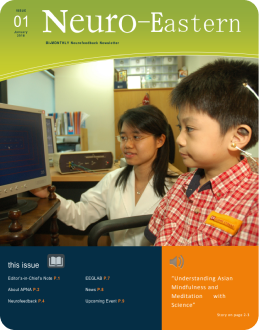 ISSUE
01
January
2016
Neuro-Eastern
Bi-MONTHLY Neurofeedback Newsletter
this issue
Editor's-or-Chief's Note P.1
About APNA P.2
Neurofeedback P.4
EEGLAB P.7
News P.8
Upcoming Event P.9
"Understanding Asian
Mindfulness and
Meditation with
Science"
Story on page 2-3